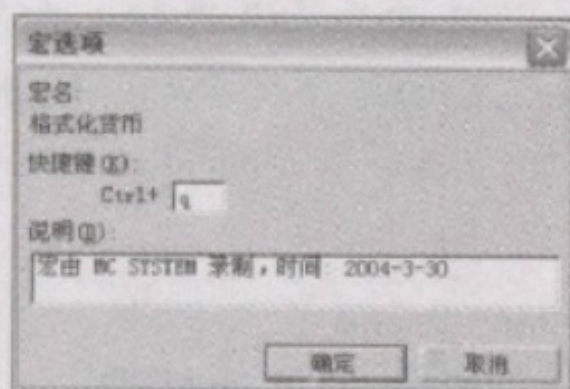 宏选项
宏名:
格式化货币
快捷键(K):
Ctrl+ q
说明(D):
宏由 MC SYSTEM 录制，时间: 2004-3-30
确定 取消